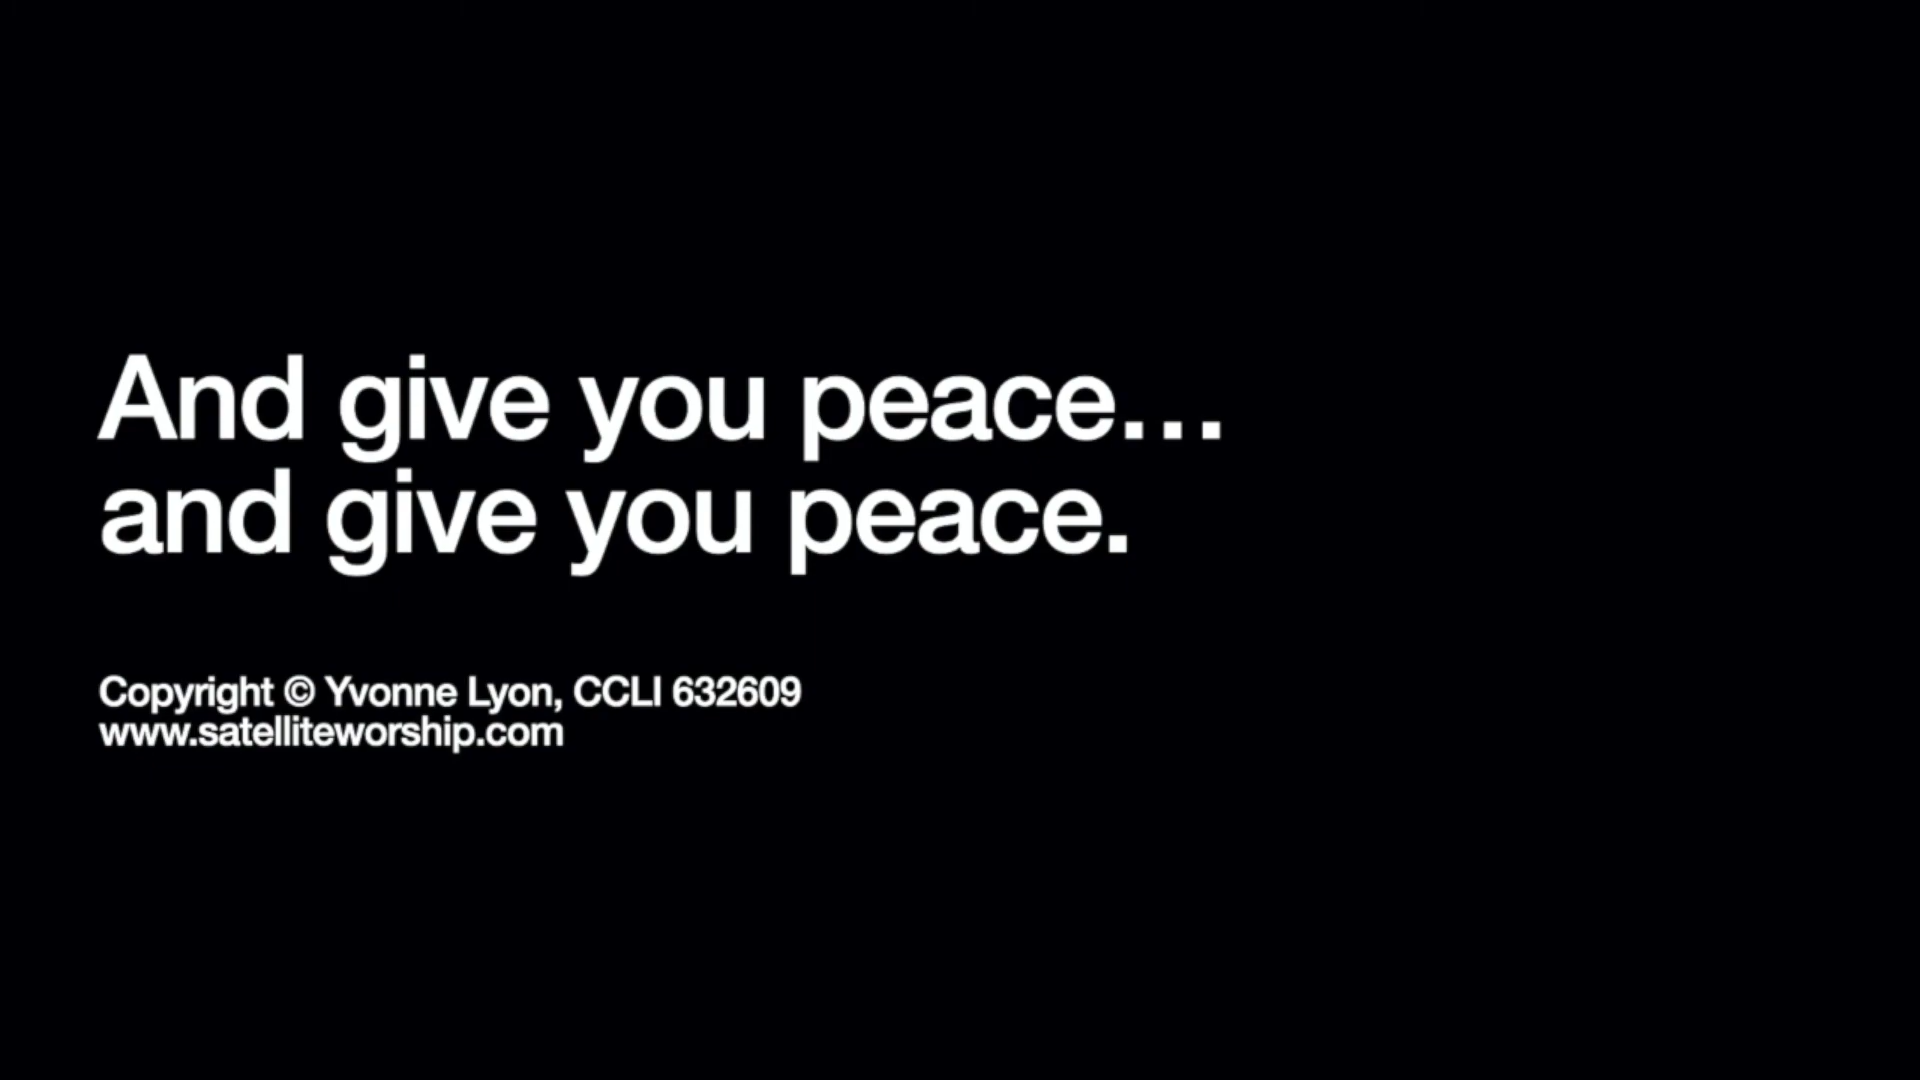 And give you peace...
and give you peace.
Copyright © Yvonne Lyon, CCLI 632609
www.satelliteworship.com